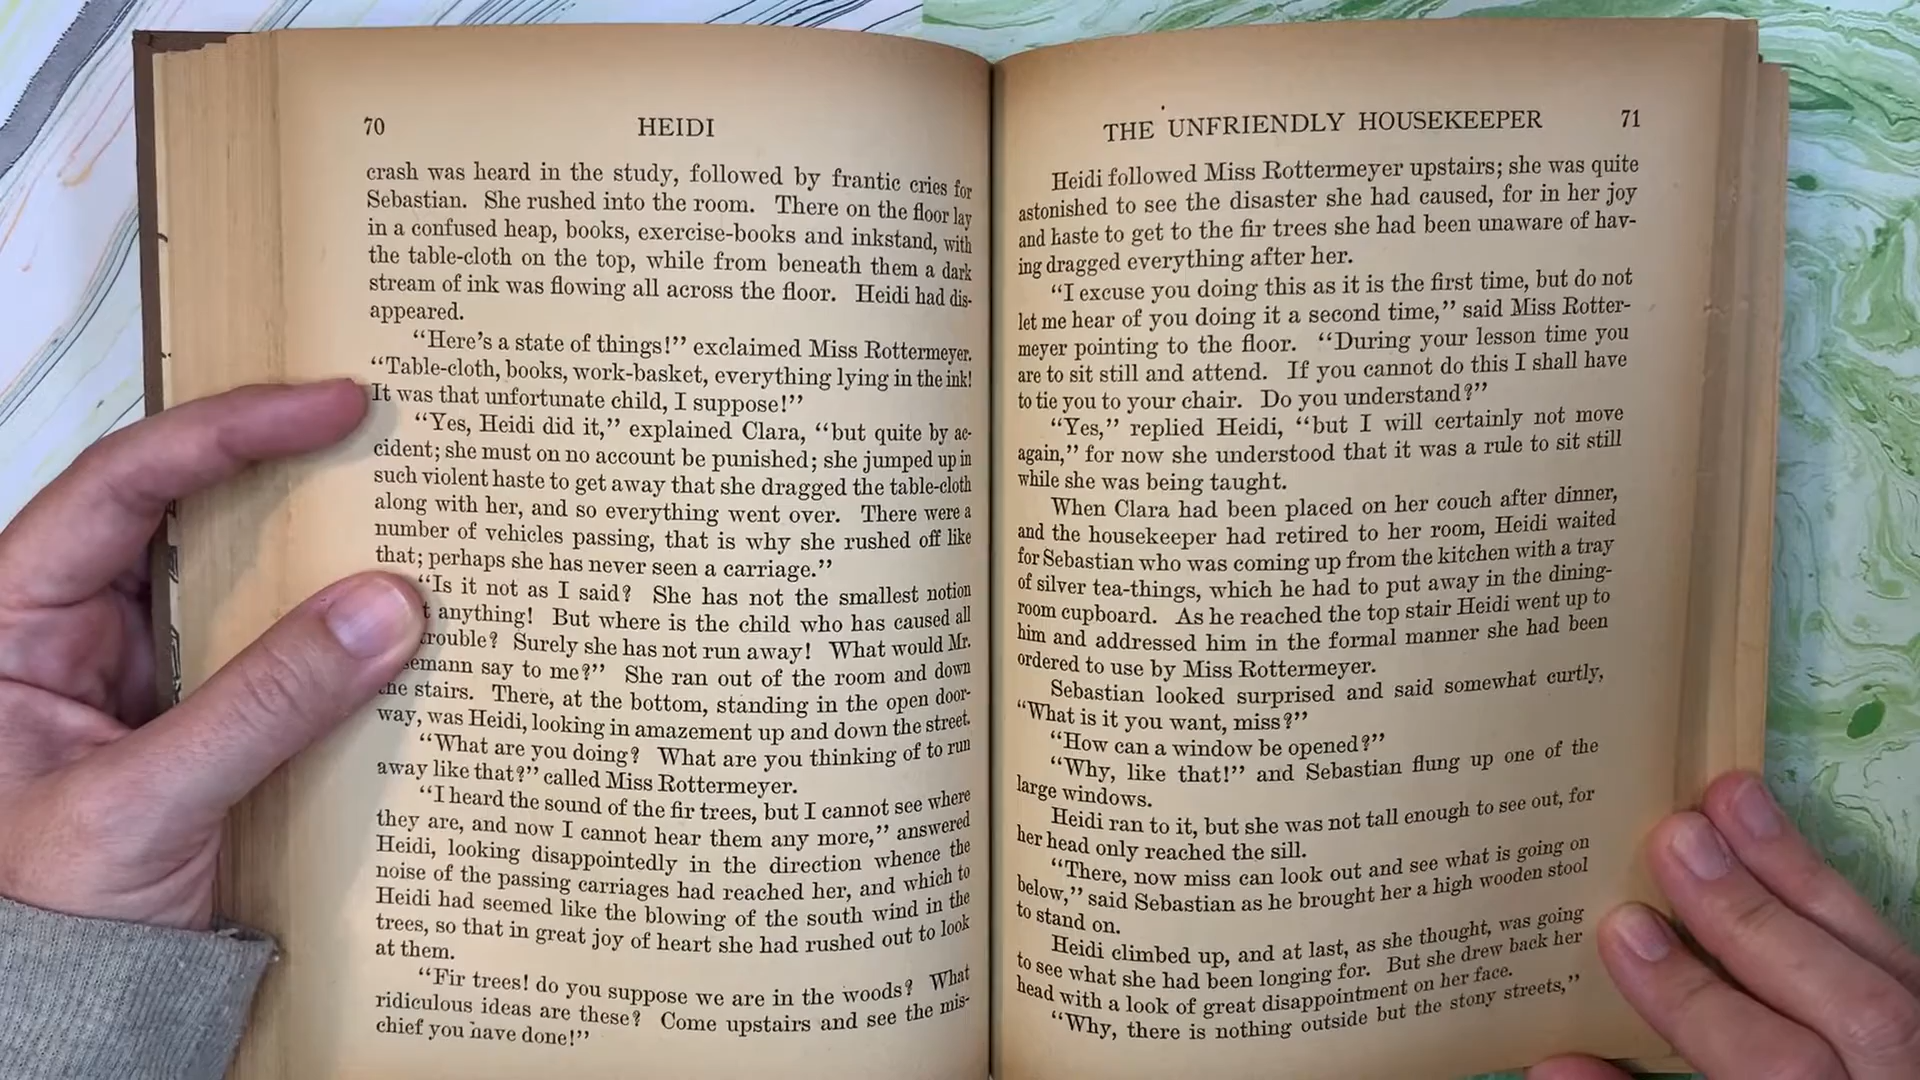 70 HEIDI
crash was heard in the study, followed by frantic cries for
Sebastian. She rushed into the room. There on the floor lay
in a confused heap, books, exercise-books and inkstand, with
the table-cloth on the top, while from beneath them a dark
stream of ink was flowing all across the floor. Heidi had dis-
appeared.
“Here’s a state of things!” exclaimed Miss Rottermeyer.
“Table-cloth, books, work-basket, everything lying in the ink!
It was that unfortunate child, I suppose!”
“Yes, Heidi did it,” explained Clara, “but quite by ac-
cident; she must on no account be punished; she jumped up in
such violent haste to get away that she dragged the table-cloth
along with her, and so everything went over. There were a
number of vehicles passing, that is why she rushed off like
that; perhaps she has never seen a carriage.”
“Is it not as I said? She has not the smallest notion
anything! But where is the child who has caused all
trouble? Surely she has not run away! What would Mr.
semann say to me?” She ran out of the room and down
the stairs. There, at the bottom, standing in the open door-
way, was Heidi, looking in amazement up and down the street.
“What are you doing? What are you thinking of to run
away like that?” called Miss Rottermeyer.
“I heard the sound of the fir trees, but I cannot see where
they are, and now I cannot hear them any more,” answered
Heidi, looking disappointedly in the direction whence the
noise of the passing carriages had reached her, and which to
Heidi had seemed like the blowing of the south wind in the
trees, so that in great joy of heart she had rushed out to look
at them.
“Fir trees! do you suppose we are in the woods? What
ridiculous ideas are these? Come upstairs and see the mis-
chief you have done!”
THE UNFRIENDLY HOUSEKEEPER 71
Heidi followed Miss Rottermeyer upstairs; she was quite
astonished to see the disaster she had caused, for in her joy
and haste to get to the fir trees she had been unaware of hav-
ing dragged everything after her.
“I excuse you doing this as it is the first time, but do not
let me hear of you doing it a second time,” said Miss Rotter-
meyer pointing to the floor. “During your lesson time you
are to sit still and attend. If you cannot do this I shall have
to tie you to your chair. Do you understand?”
“Yes,” replied Heidi, “but I will certainly not move
again,” for now she understood that it was a rule to sit still
while she was being taught.
When Clara had been placed on her couch after dinner,
and the housekeeper had retired to her room, Heidi waited
for Sebastian who was coming up from the kitchen with a tray
of silver tea-things, which he had to put away in the dining-
room cupboard. As he reached the top stair Heidi went up to
him and addressed him in the formal manner she had been
ordered to use by Miss Rottermeyer.
Sebastian looked surprised and said somewhat curtly,
“What is it you want, miss?”
“How can a window be opened?”
“Why, like that!” and Sebastian flung up one of the
large windows.
Heidi ran to it, but she was not tall enough to see out, for
her head only reached the sill.
“There, now miss can look out and see what is going on
below,” said Sebastian as he brought her a high wooden stool
to stand on.
Heidi climbed up, and at last, as she thought, was going
to see what she had been longing for. But she drew back her
head with a look of great disappointment on her face.
“Why, there is nothing outside but the stony streets,”